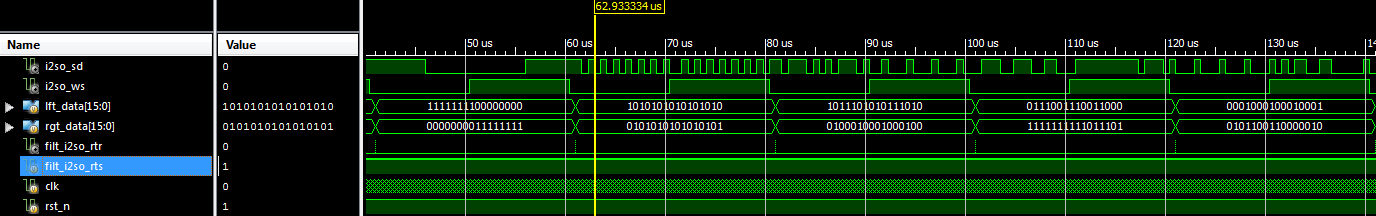 62.933334 us
Name Value 50 us 60 us 70 us 80 us 90 us 100 us 110 us 120 us 130 us 14
i2so_sd 0
i2so_ws 0
lft_data[15:0] 1010101010101010 1111111100000000 1010101010101010 1011101010111010 0111001110011000 0001000100010001
rgt_data[15:0] 0101010101010101 0000000011111111 0101010101010101 0100010001000100 1111111111011101 0101100110000010
filt_i2so_rtr 0
filt_i2so_rts 1
clk 0
rst_n 1